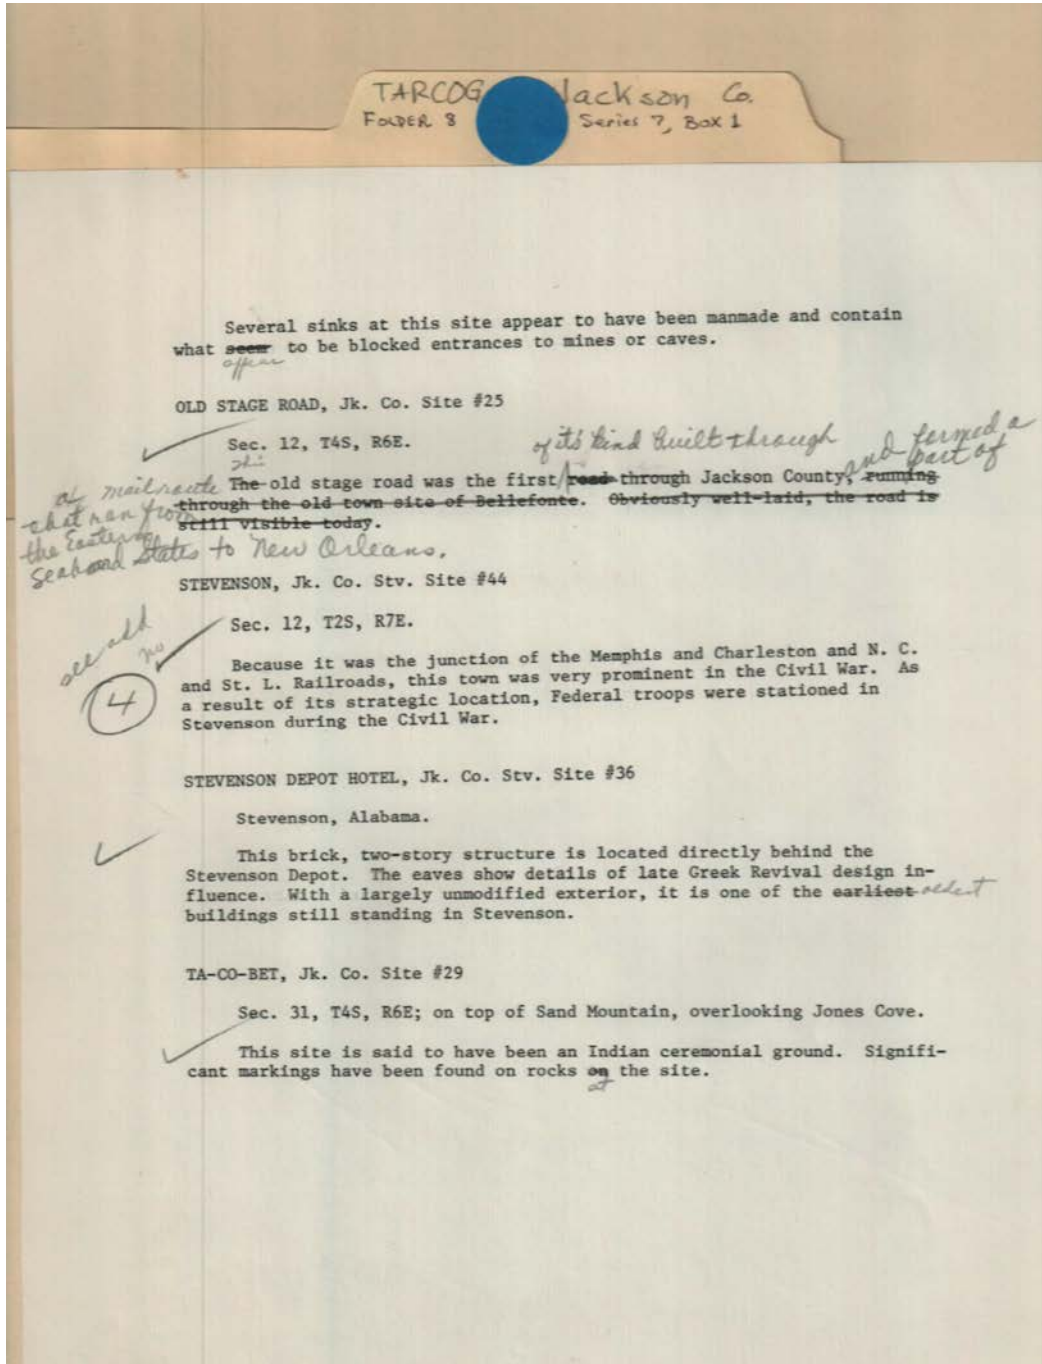 TARCOG Jackson Co.
FOLDER 8 Series 7, Box 1
Several sinks at this site appear to have been manmade and contain
what seem to be blocked entrances to mines or caves.
appear
OLD STAGE ROAD, Jk. Co. Site #25
of it's kind built through
and formed a
part of
Sec. 12, T4S, R6E.
This
a mail route
The old stage road was the first road through Jackson County, running
that ran from
through the old town site of Bellefonte. Obviously well-laid, the road is
the Eastern
still visible today.
Seaboard States to New Orleans.
STEVENSON, Jk. Co. Stv. Site #44
Sec. 12, T2S, R7E.
see add
no
4
Because it was the junction of the Memphis and Charleston and N. C.
and St. L. Railroads, this town was very prominent in the Civil War. As
a result of its strategic location, Federal troops were stationed in
Stevenson during the Civil War.
STEVENSON DEPOT HOTEL, Jk. Co. Stv. Site #36
Stevenson, Alabama.
This brick, two-story structure is located directly behind the
Stevenson Depot. The eaves show details of late Greek Revival design in-
fluence. With a largely unmodified exterior, it is one of the earliest oldest
buildings still standing in Stevenson.
TA-CO-BET, Jk. Co. Site #29
Sec. 31, T4S, R6E; on top of Sand Mountain, overlooking Jones Cove.
This site is said to have been an Indian ceremonial ground. Signifi-
cant markings have been found on rocks on the site.
at